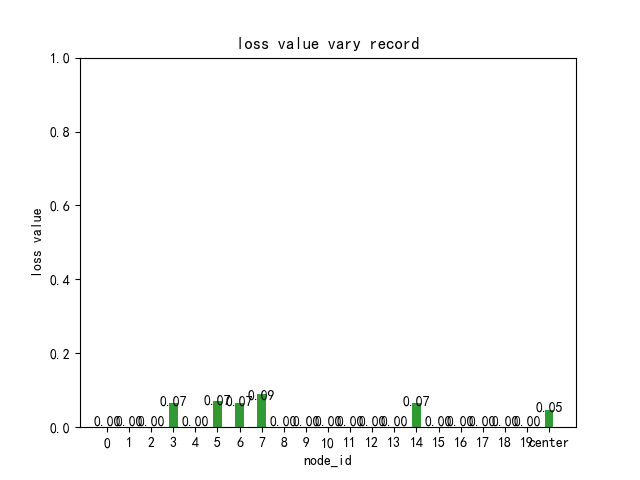 loss value vary record
1.0
0.8
0.6
0.4
0.2
0.0
loss value
0.00 0.00 0.00 0.07 0.00 0.07 0.07 0.09 0.00 0.00 0.00 0.00 0.00 0.00 0.07 0.00 0.00 0.00 0.00 0.00 0.05
0 1 2 3 4 5 6 7 8 9 10 11 12 13 14 15 16 17 18 19 center
node_id